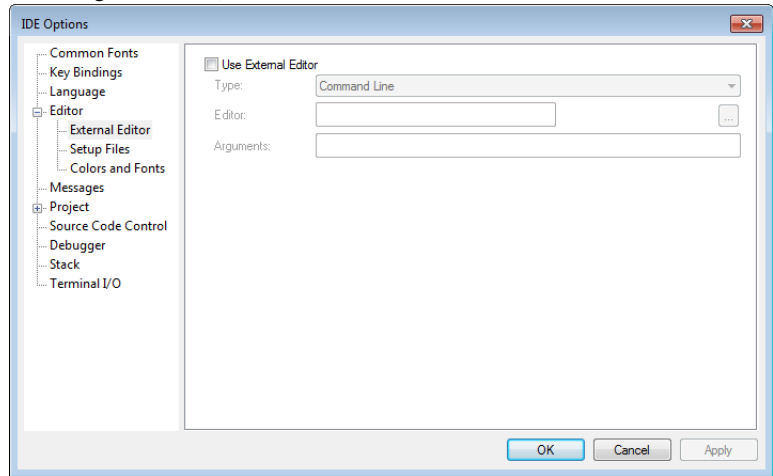 IDE Options
Common Fonts
Key Bindings
Language
Editor
External Editor
Setup Files
Colors and Fonts
Messages
Project
Source Code Control
Debugger
Stack
Terminal I/O
Use External Editor
Type: Command Line
Editor: ...
Arguments:
OK Cancel Apply